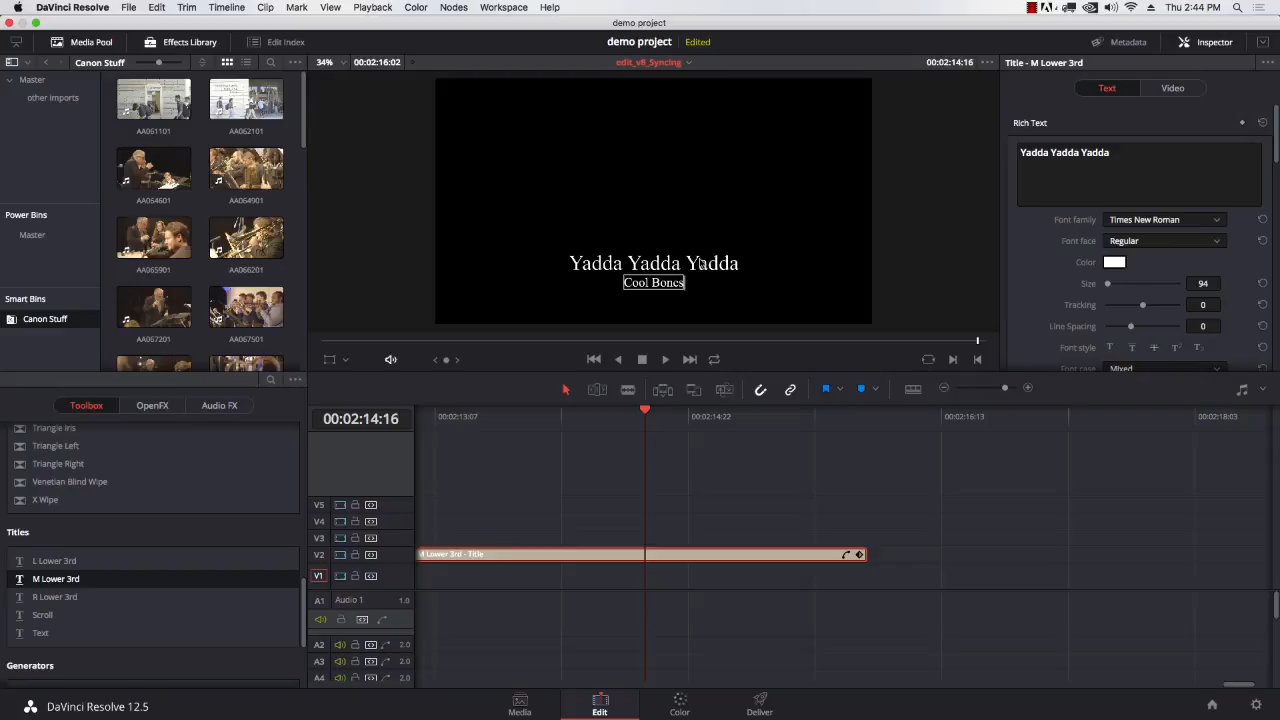 DaVinci Resolve File Edit Trim Timeline Clip Mark View Playback Color Nodes Workspace Help Thu 2:44 PM
demo project
Media Pool Effects Library Edit Index demo project Edited Metadata Inspector
Canon Stuff 34% 00:02:16:02 edit_v8_Syncing 00:02:14:16 Title - M Lower 3rd
Master
other imports
Power Bins
Master
Smart Bins
Canon Stuff
AA061101 AA062101
AA064601 AA064901
AA065901 AA066201
AA067201 AA067501
Yadda Yadda Yadda
Cool Bones
Text Video
Rich Text
Yadda Yadda Yadda
Font family Times New Roman
Font face Regular
Color
Size 94
Tracking 0
Line Spacing 0
Font style T T T T T
Font case Mixed
Toolbox OpenFX Audio FX
Triangle Iris
Triangle Left
Triangle Right
Venetian Blind Wipe
X Wipe
Titles
T L Lower 3rd
T M Lower 3rd
T R Lower 3rd
T Scroll
T Text
Generators
00:02:14:16 00:02:13:07 00:02:14:22 00:02:16:13 00:02:18:03
V5
V4
V3
V2 M Lower 3rd - Title
V1
A1 Audio 1 1.0
A2 2.0
A3 2.0
A4 2.0
DaVinci Resolve 12.5 Media Edit Color Deliver